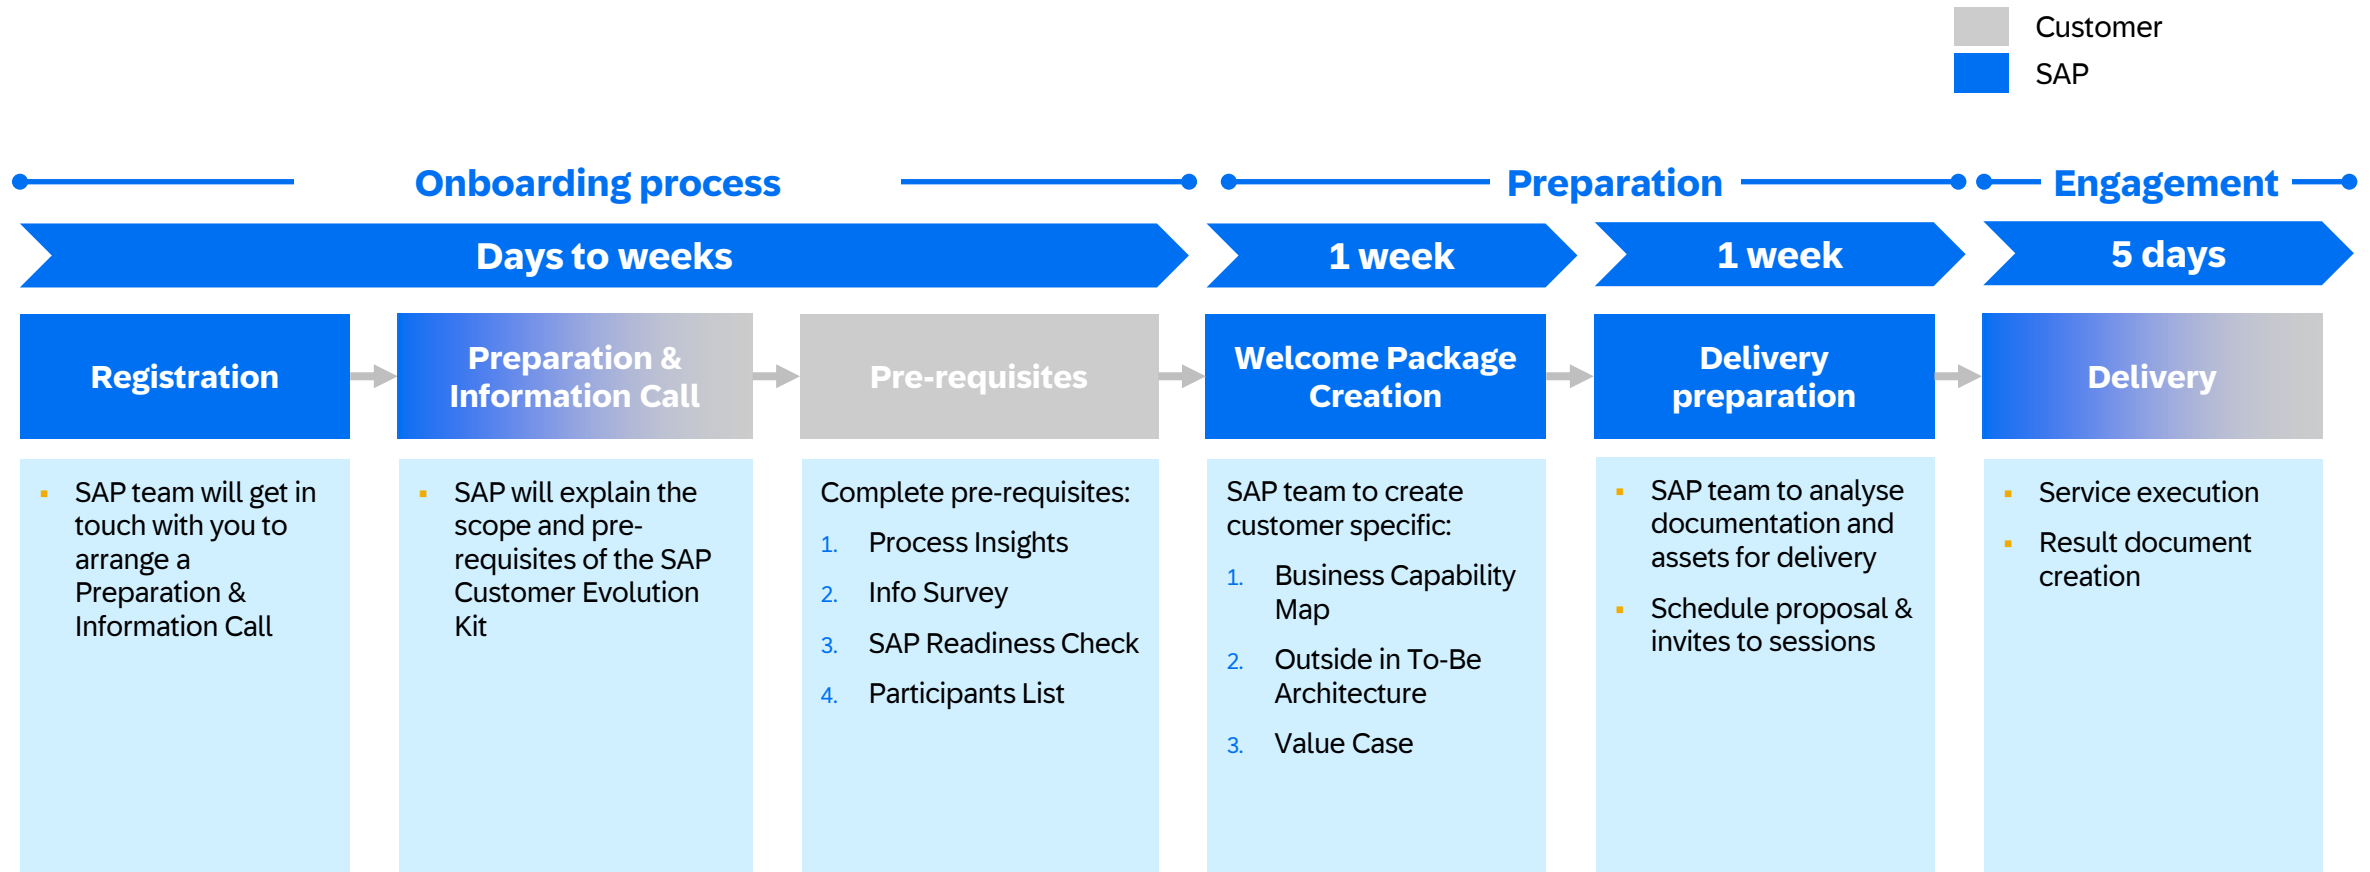 Customer
SAP
Onboarding process
Preparation
Engagement
Days to weeks
1 week
1 week
5 days
Registration
Preparation &
Information Call
Pre-requisites
Welcome Package
Creation
Delivery
preparation
Delivery
▪ SAP team will get in
touch with you to
arrange a
Preparation &
Information Call
▪ SAP will explain the
scope and pre-
requisites of the SAP
Customer Evolution
Kit
Complete pre-requisites:
1. Process Insights
2. Info Survey
3. SAP Readiness Check
4. Participants List
SAP team to create
customer specific:
1. Business Capability
Map
2. Outside in To-Be
Architecture
3. Value Case
▪ SAP team to analyse
documentation and
assets for delivery
▪ Schedule proposal &
invites to sessions
▪ Service execution
▪ Result document
creation